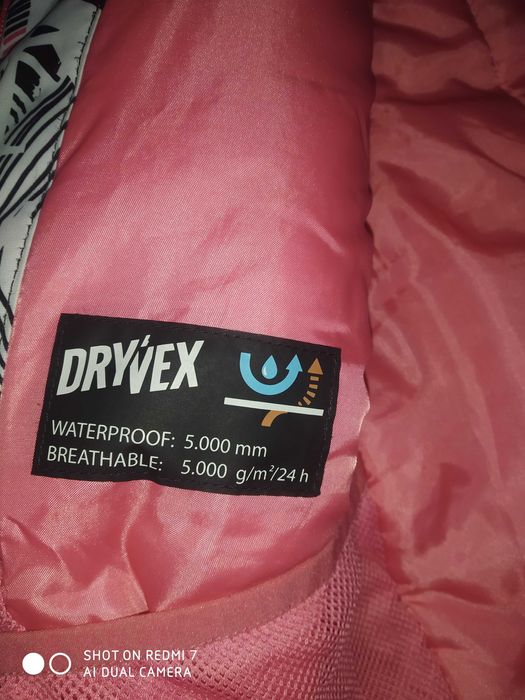 DRYVEX
WATERPROOF: 5.000 mm
BREATHABLE: 5.000 g/m²/24 h
SHOT ON REDMI 7
AI DUAL CAMERA